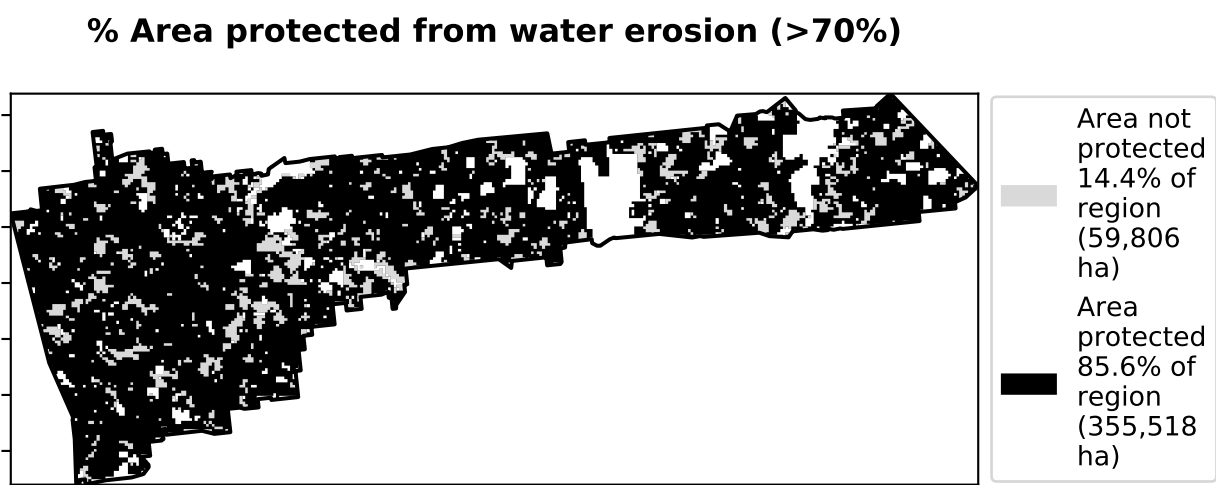 % Area protected from water erosion (>70%)
Area not
protected
14.4% of
region
(59,806
ha)
Area
protected
85.6% of
region
(355,518
ha)